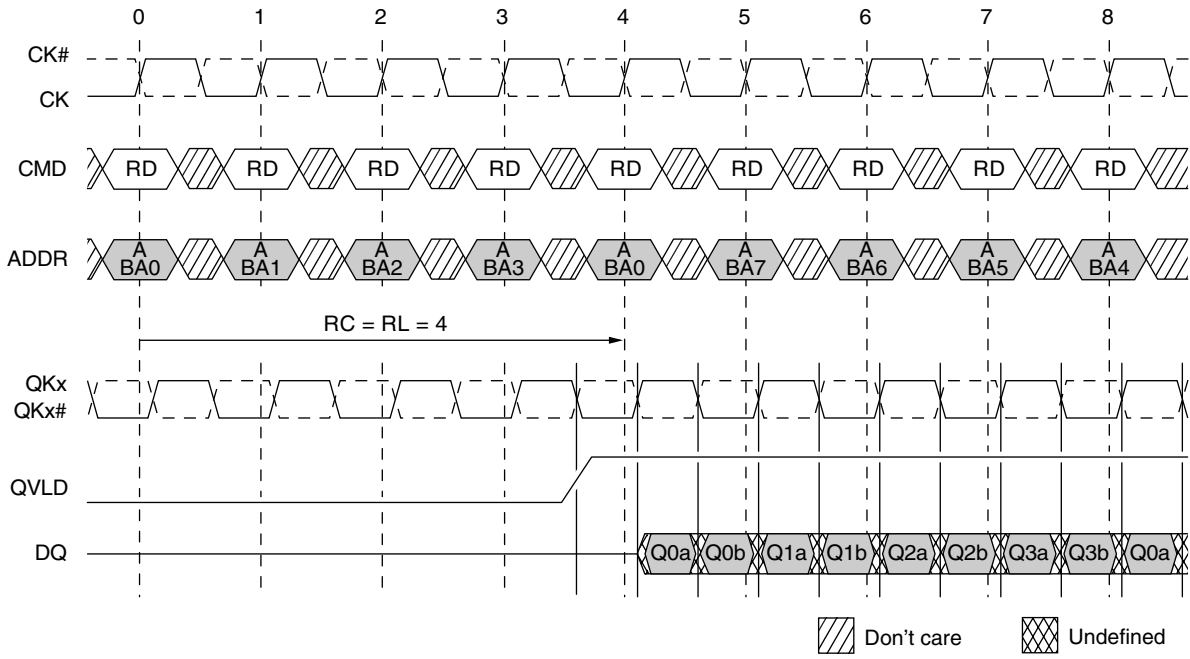 0 1 2 3 4 5 6 7 8
CK#
CK
CMD RD RD RD RD RD RD RD RD RD
ADDR A A A A A A A A A
BA0 BA1 BA2 BA3 BA0 BA7 BA6 BA5 BA4
RC = RL = 4
QKx
QKx#
QVLD
DQ Q0a Q0b Q1a Q1b Q2a Q2b Q3a Q3b Q0a
Don't care Undefined